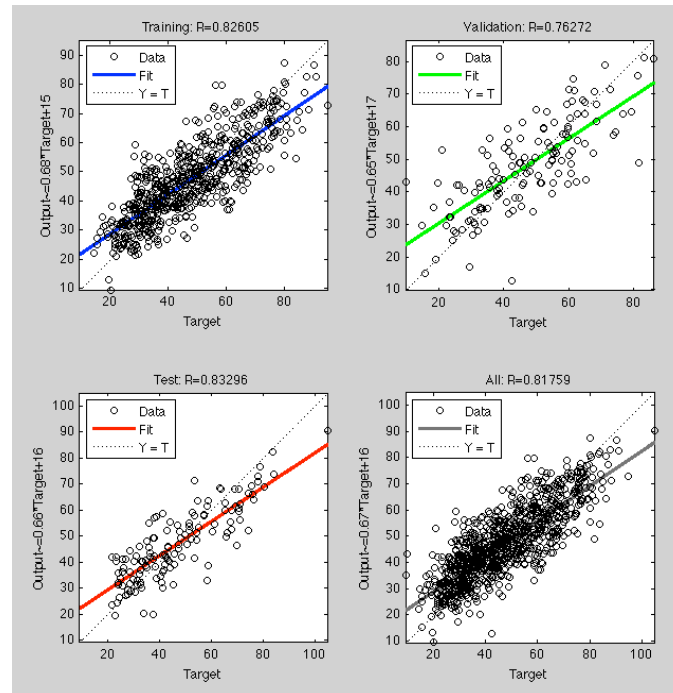 Training: R=0.82605
Output~=0.68*Target+15
90
80
70
60
50
40
30
20
10
Data
Fit
Y = T
20 40 60 80
Target
Validation: R=0.76272
Output~=0.65*Target+17
80
70
60
50
40
30
20
10
Data
Fit
Y = T
20 40 60 80
Target
Test: R=0.83296
Output~=0.66*Target+16
100
90
80
70
60
50
40
30
20
10
Data
Fit
Y = T
20 40 60 80 100
Target
All: R=0.81759
Output~=0.67*Target+16
100
90
80
70
60
50
40
30
20
10
Data
Fit
Y = T
20 40 60 80 100
Target